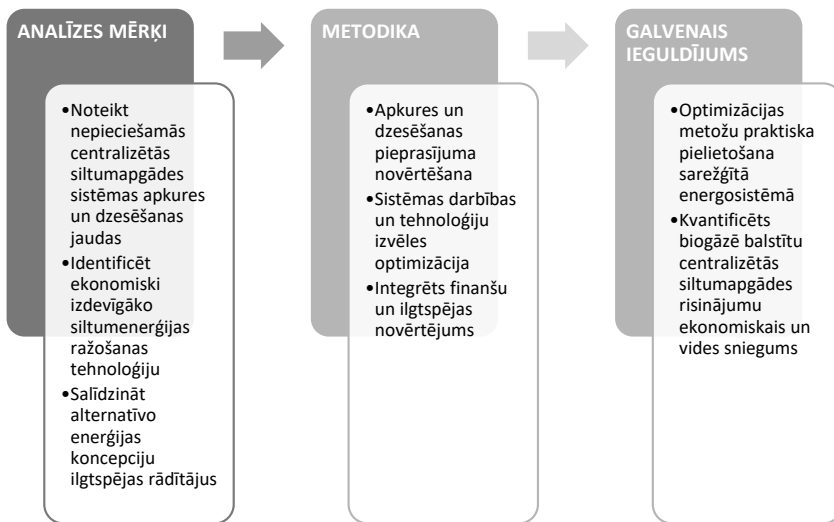 ANALĪZES MĒRĶI
•Noteikt
nepieciešamās
centralizētās
siltumapgādes
sistēmas apkures
un dzesēšanas
jaudas
•Identificēt
ekonomiski
izdevīgāko
siltumenerģijas
ražošanas
tehnoloģiju
•Salīdzināt
alternatīvo
enerģijas
koncepciju
ilgtspējas rādītājus
METODIKA
•Apkures un
dzesēšanas
pieprasījuma
novērtēšana
•Sistēmas darbības
un tehnoloģiju
izvēles
optimizācija
•Integrēts finanšu
un ilgtspējas
novērtējums
GALVENAIS
IEGULDĪJUMS
•Optimizācijas
metožu praktiska
pielietošana
sarežģītā
energosistēmā
•Kvantificēts
biogāzē balstītu
centralizētās
siltumapgādes
risinājumu
ekonomiskais un
vides sniegums